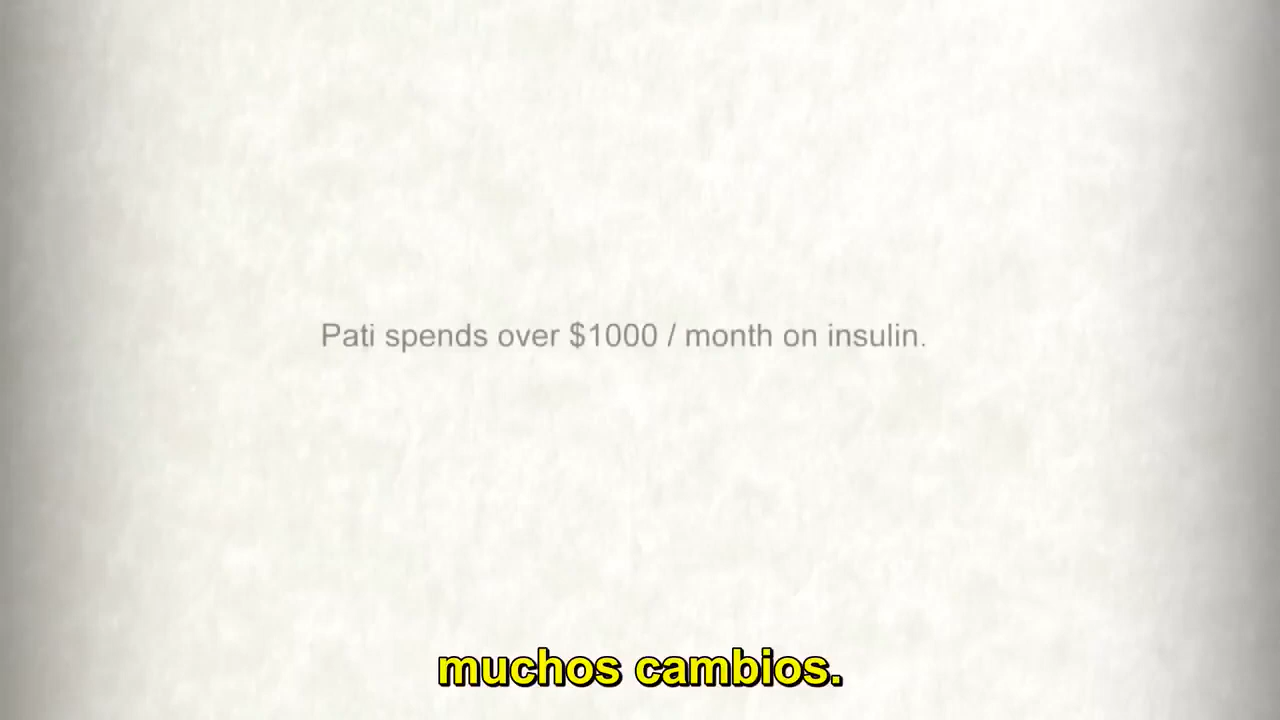 Pati spends over $1000 / month on insulin.
muchos cambios.